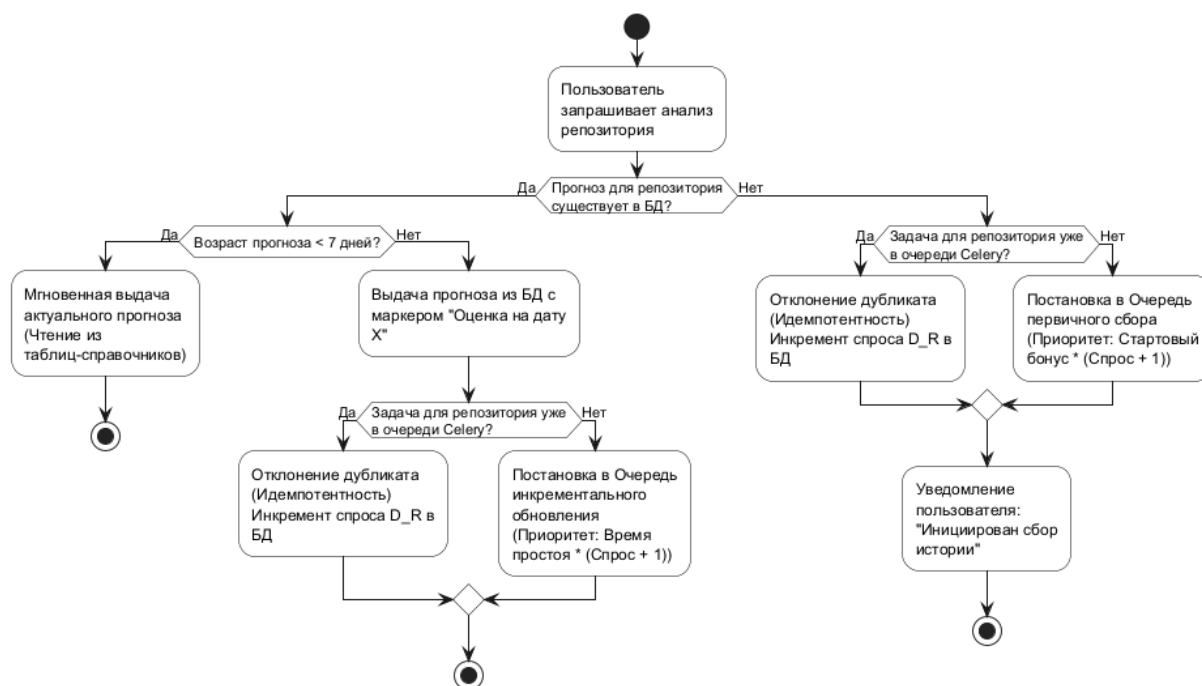 Пользователь
запрашивает анализ
репозитория
Да
Прогноз для репозитория
существует в БД?
Нет
Да
Возраст прогноза < 7 дней?
Нет
Мгновенная выдача
актуального прогноза
(Чтение из
таблиц-справочников)
Выдача прогноза из БД с
маркером "Оценка на дату
X"
Да
Задача для репозитория уже
в очереди Celery?
Нет
Отклонение дубликата
(Идемпотентность)
Инкремент спроса D_R в
БД
Постановка в Очередь
инкрементального
обновления
(Приоритет: Время
простоя * (Спрос + 1))
Да
Задача для репозитория уже
в очереди Celery?
Нет
Отклонение дубликата
(Идемпотентность)
Инкремент спроса D_R в
БД
Постановка в Очередь
первичного сбора
(Приоритет: Стартовый
бонус * (Спрос + 1))
Уведомление
пользователя:
"Инициирован сбор
истории"